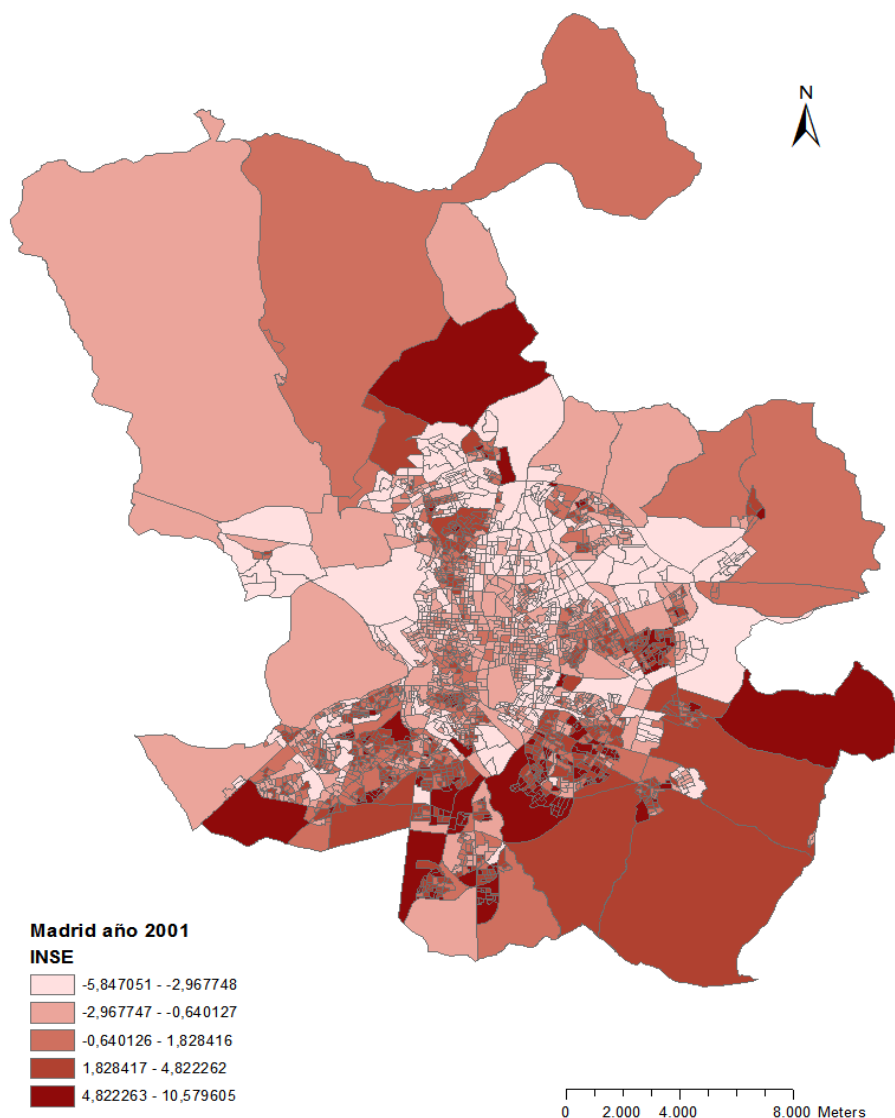 N
Madrid año 2001
INSE
-5,847051 - -2,967748
-2,967747 - -0,640127
-0,640126 - 1,828416
1,828417 - 4,822262
4,822263 - 10,579605
0 2.000 4.000 8.000 Meters